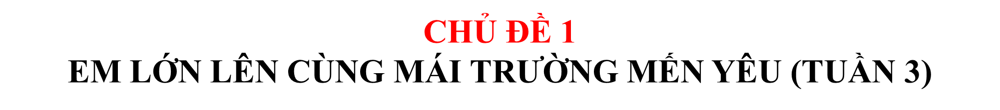 CHỦ ĐỀ 1
EM LỚN LÊN CÙNG MÁI TRƯỜNG MẾN YÊU (TUẦN 3)